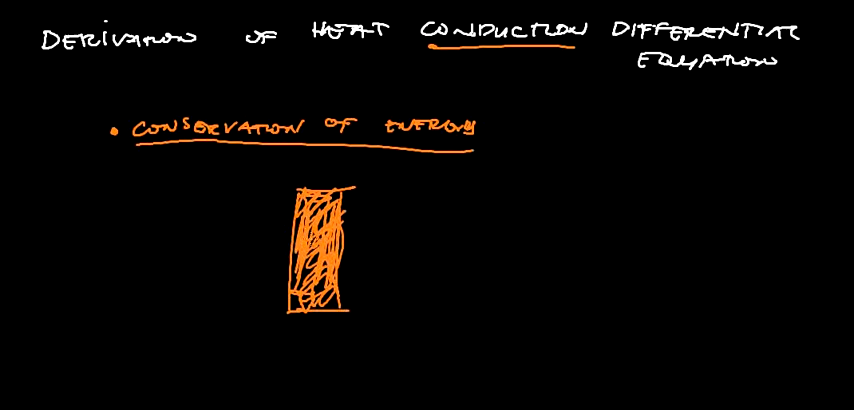 DERIVATION OF HEAT CONDUCTION DIFFERENTIAL
EQUATION
• CONSERVATION OF ENERGY